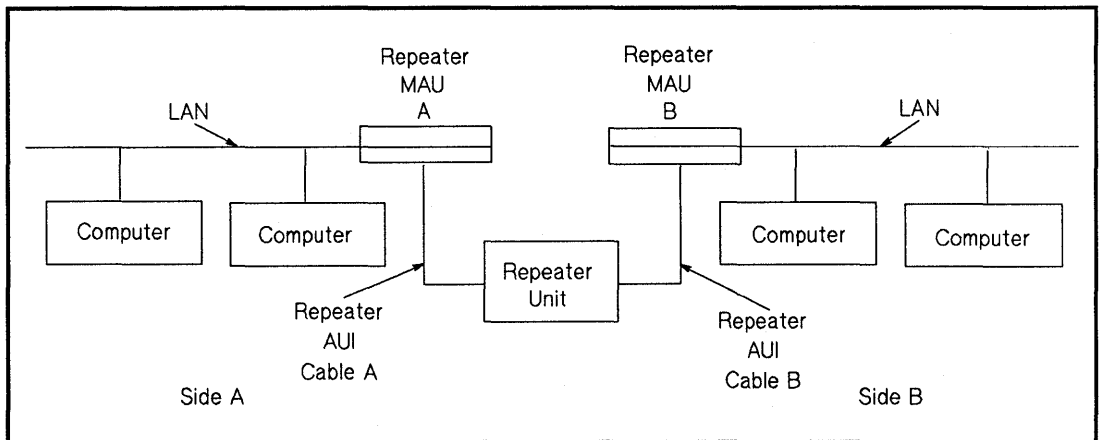 Repeater
MAU
A
Repeater
MAU
B
LAN
LAN
Computer
Computer
Computer
Computer
Repeater
Unit
Repeater
AUI
Cable A
Repeater
AUI
Cable B
Side A
Side B